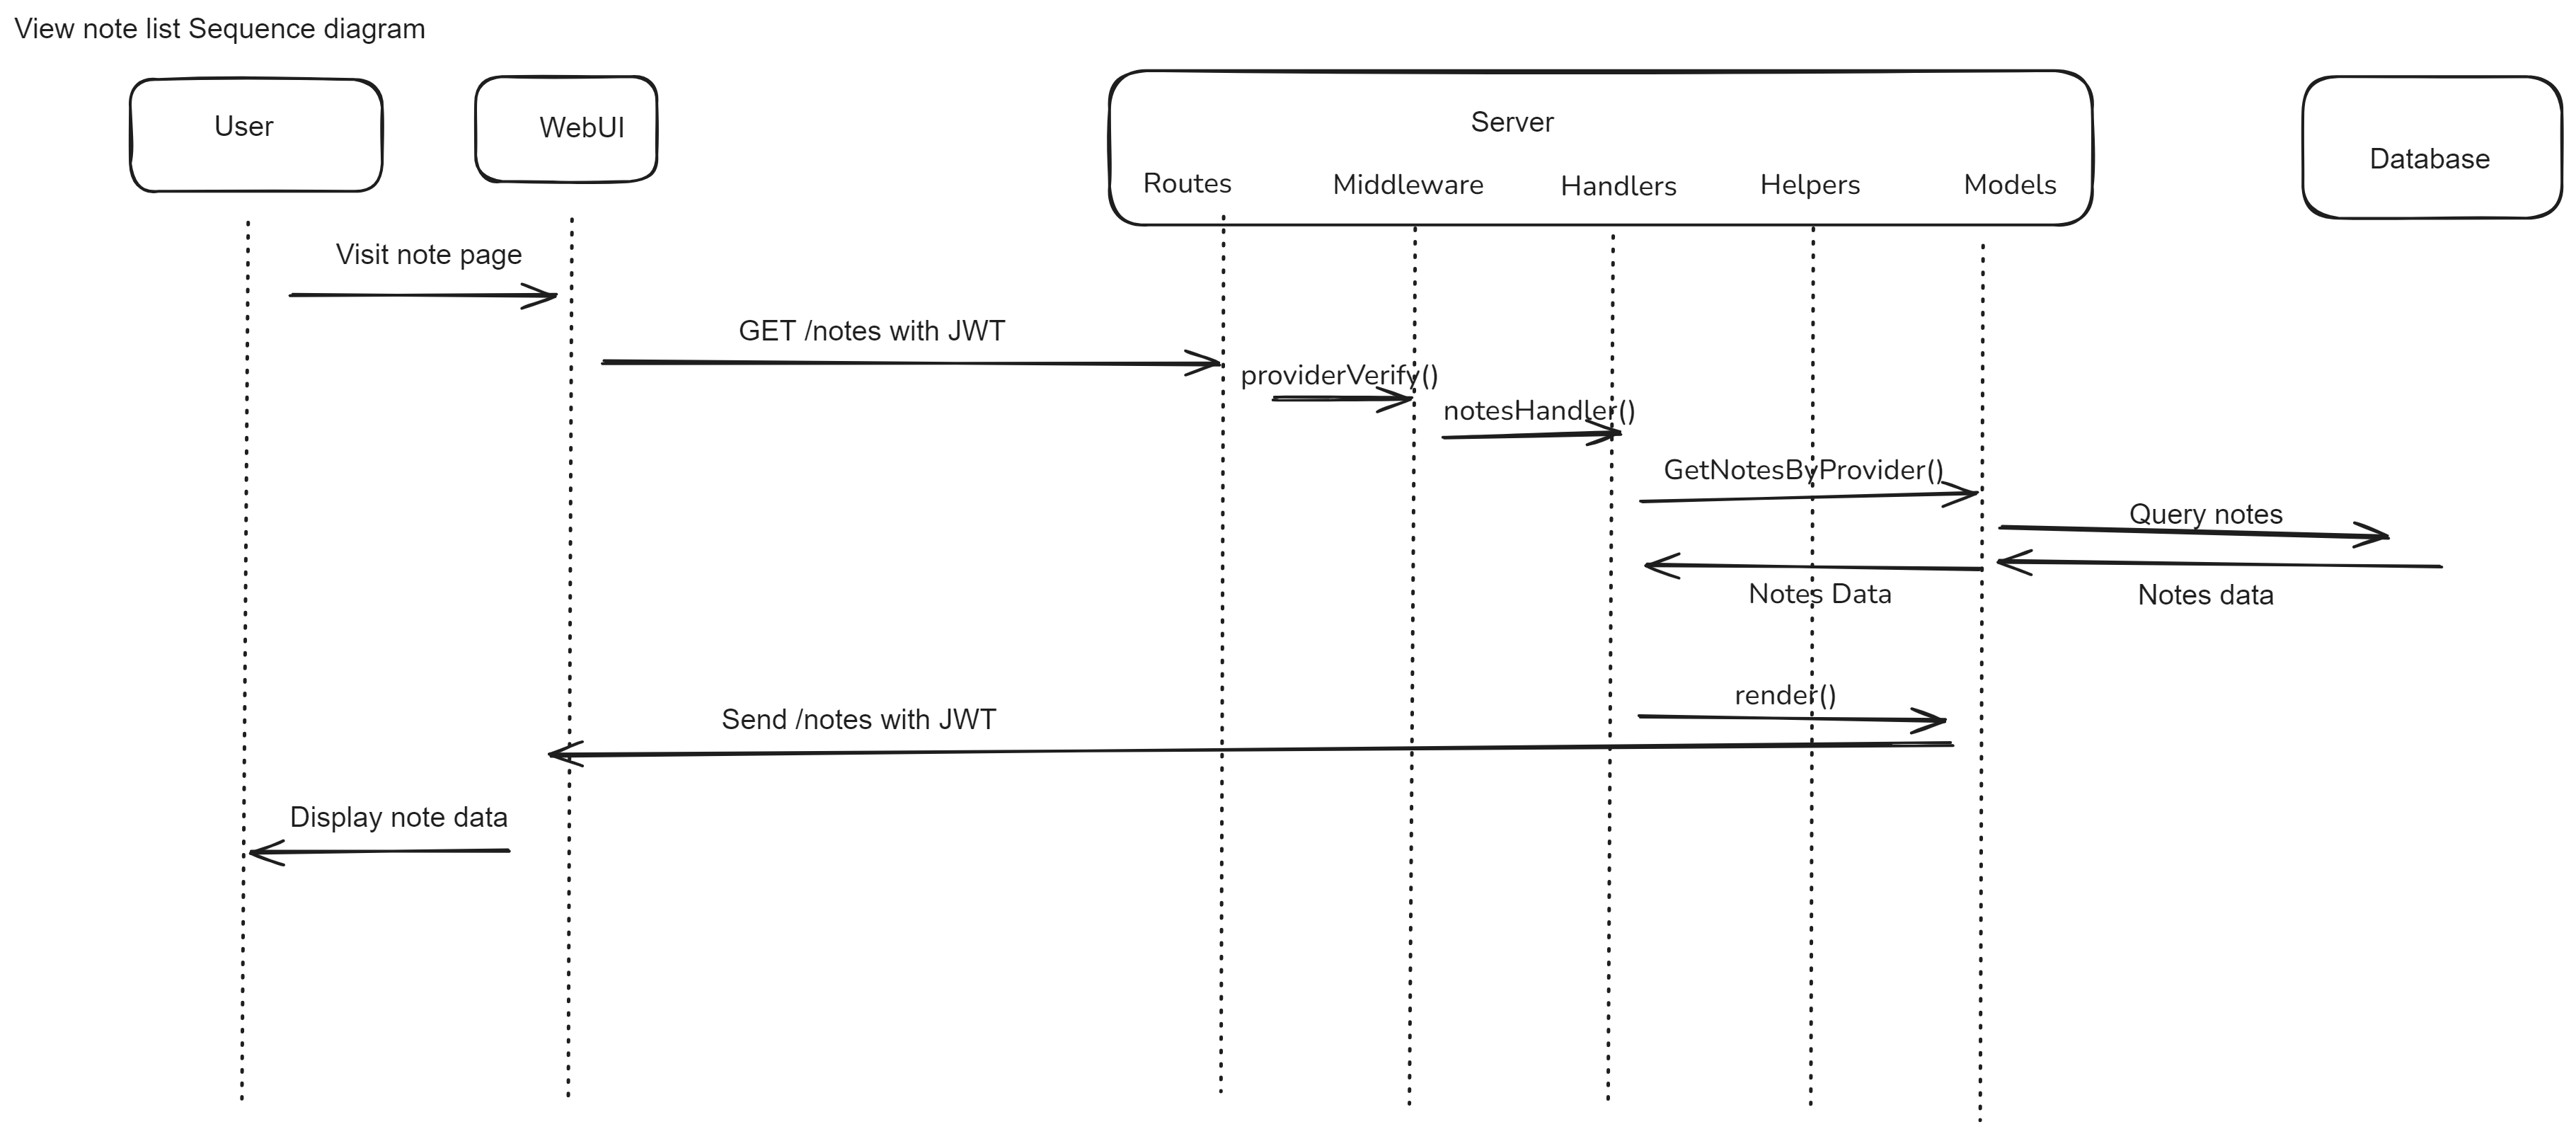 View note list Sequence diagram
User
WebUI
Server
Database
Routes
Middleware
Handlers
Helpers
Models
Visit note page
GET /notes with JWT
providerVerify()
notesHandler()
GetNotesByProvider()
Query notes
Notes Data
Notes data
render()
Send /notes with JWT
Display note data